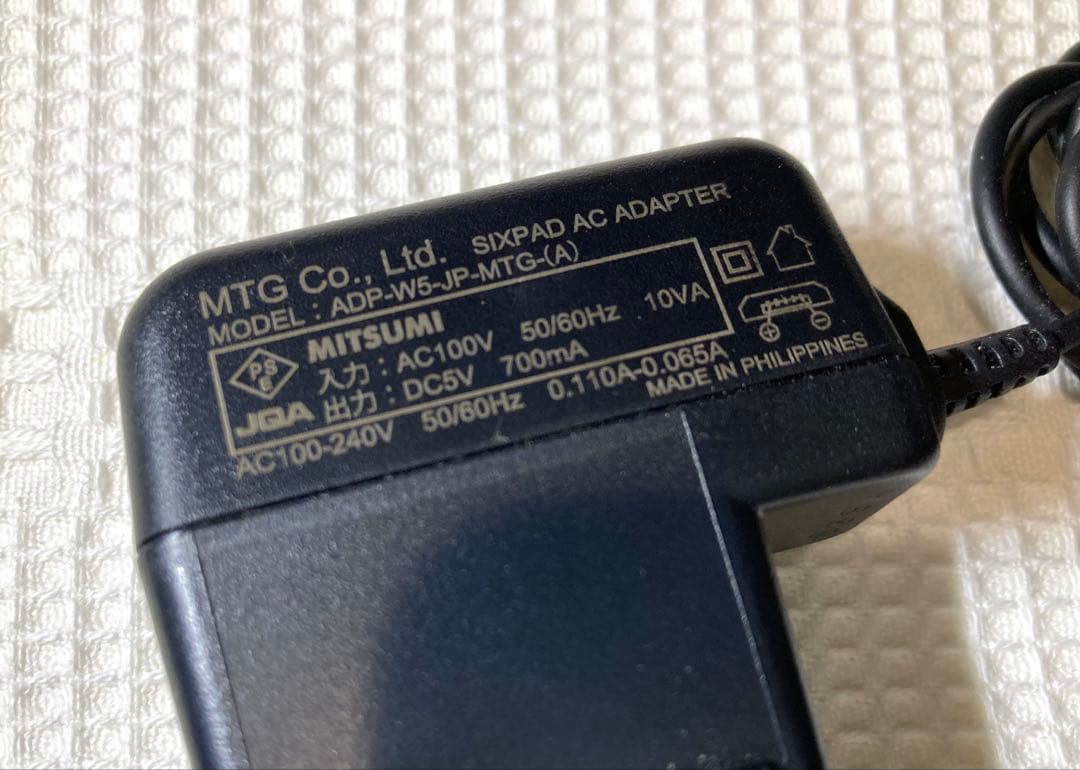 MTG Co., Ltd. SIXPAD AC ADAPTER
MODEL : ADP-W5-JP-MTG-(A)
PS
E
MITSUMI
入力 : AC100V 50/60Hz 10VA
JQA 出力 : DC5V 700mA
AC100-240V 50/60Hz 0.110A-0.065A
MADE IN PHILIPPINES